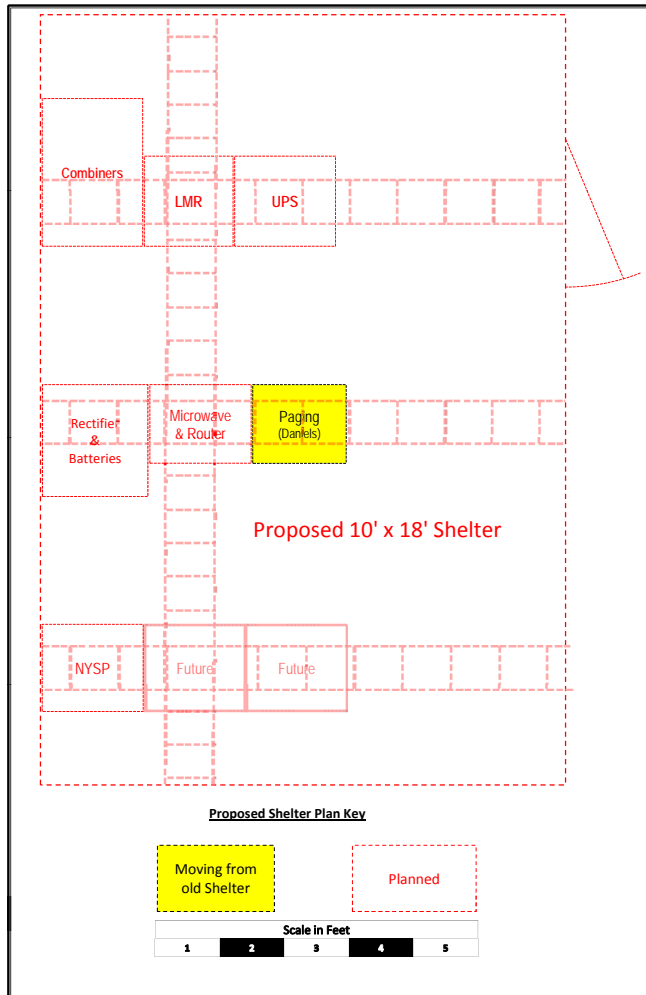 Combiners
LMR
UPS
Rectifier
&
Batteries
Microwave
& Router
Paging
(Daniels)
Proposed 10' x 18' Shelter
NYSP
Future
Future
Proposed Shelter Plan Key
Moving from
old Shelter
Planned
Scale in Feet
1 2 3 4 5